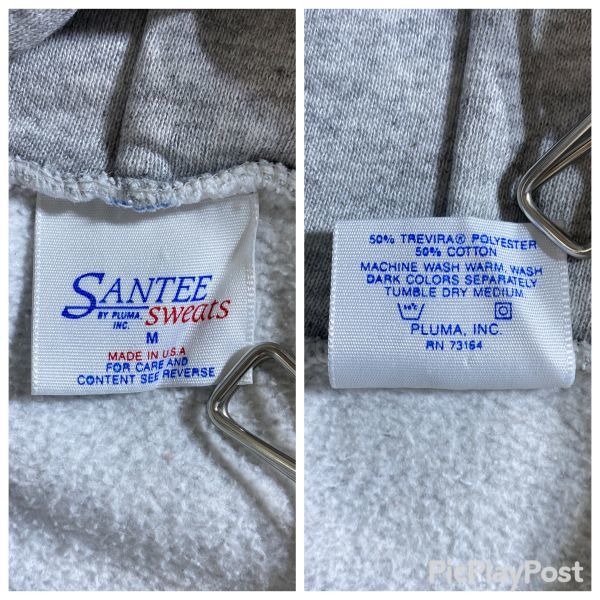 SANTEE
BY PLUMA, INC. sweats
M
MADE IN U.S.A
FOR CARE AND
CONTENT SEE REVERSE
50% TREVIRA® POLYESTER
50% COTTON
MACHINE WASH WARM, WASH
DARK COLORS SEPARATELY
TUMBLE DRY MEDIUM
PLUMA, INC.
RN 73164
PicPlayPost